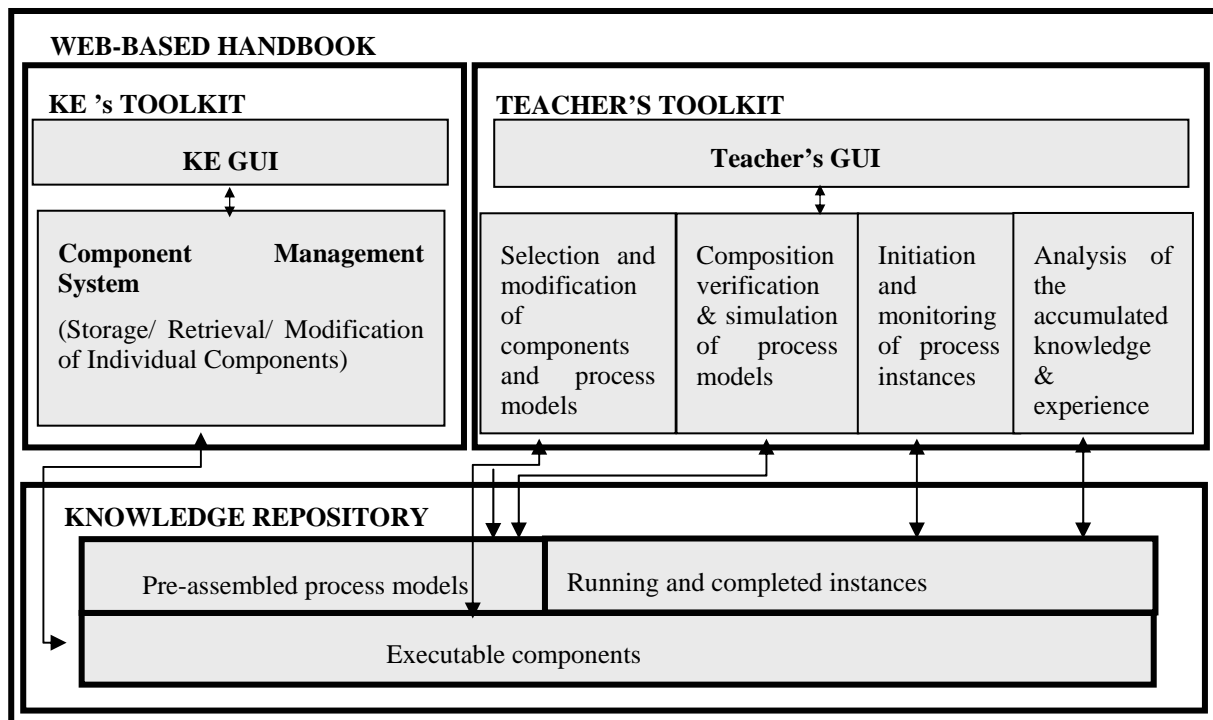 WEB-BASED HANDBOOK
KE 's TOOLKIT
KE GUI
Component Management
System
(Storage/ Retrieval/ Modification
of Individual Components)
TEACHER’S TOOLKIT
Teacher’s GUI
Selection and
modification
of
components
and process
models
Composition
verification
& simulation
of process
models
Initiation
and
monitoring
of process
instances
Analysis of
the
accumulated
knowledge
&
experience
KNOWLEDGE REPOSITORY
Pre-assembled process models
Running and completed instances
Executable components